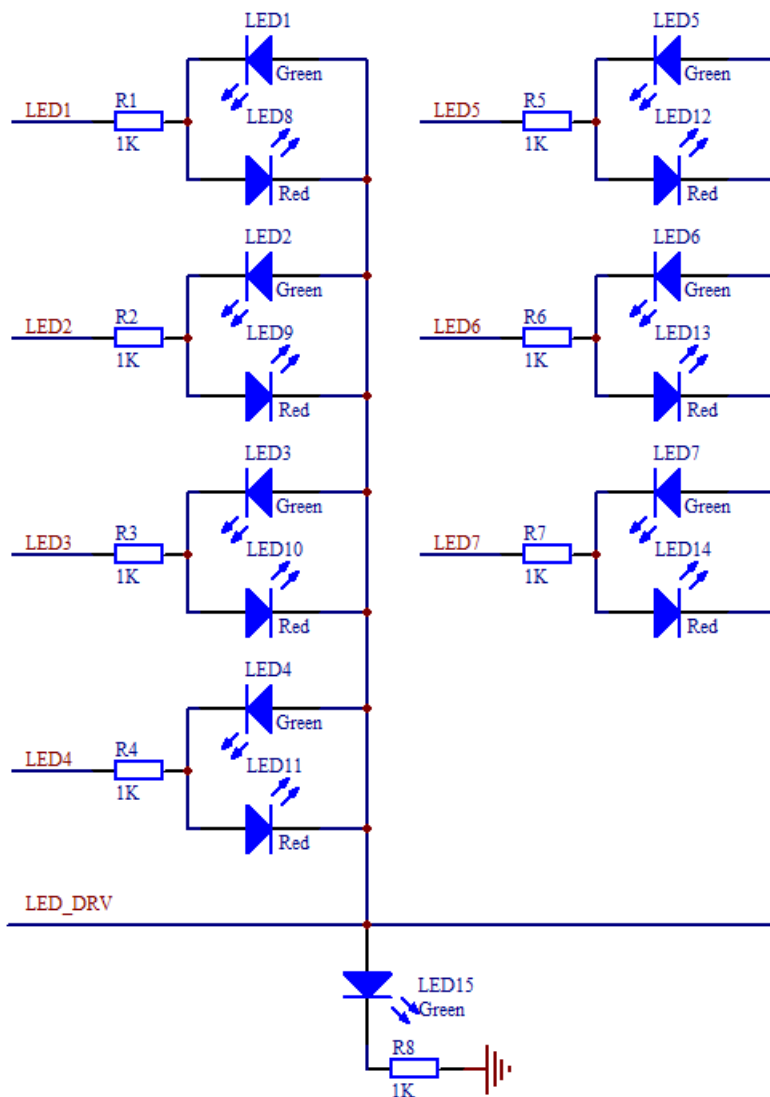 LED1
Green
LED1
R1
1K
LED8
Red
LED5
Green
LED5
R5
1K
LED12
Red
LED2
Green
LED2
R2
1K
LED9
Red
LED6
Green
LED6
R6
1K
LED13
Red
LED3
Green
LED3
R3
1K
LED10
Red
LED7
Green
LED7
R7
1K
LED14
Red
LED4
Green
LED4
R4
1K
LED11
Red
LED_DRV
LED15
Green
R8
1K